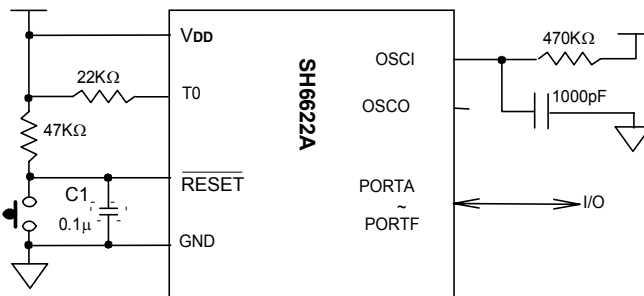 VDD
OSCI
470KΩ
22KΩ
T0
SH6622A
1000pF
OSCO
47KΩ
RESET
C1
0.1μ
PORTA
~
PORTF
I/O
GND